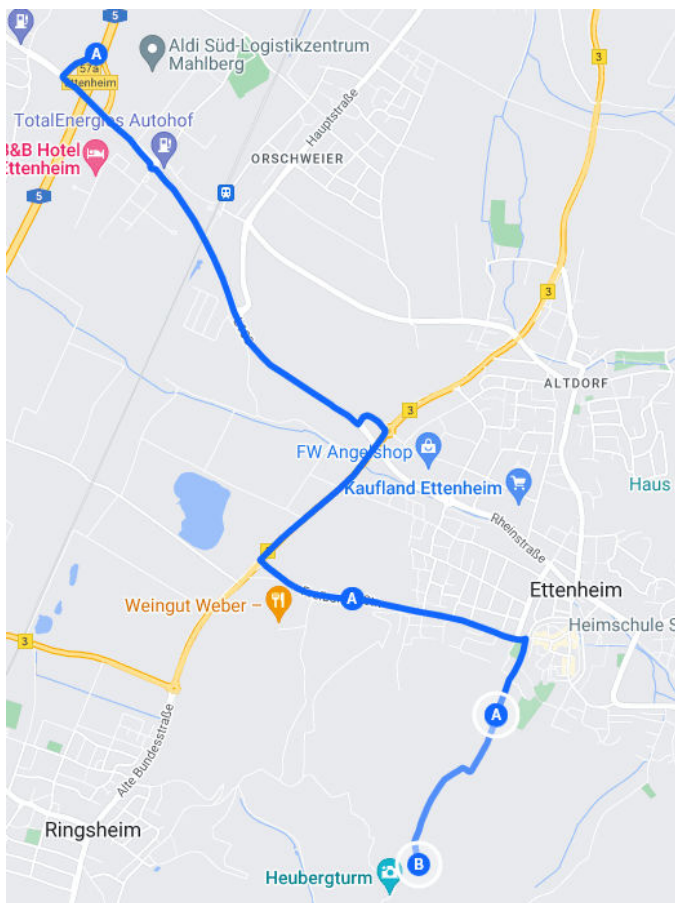 5
A
57a
Ettenheim
Aldi Süd-Logistikzentrum
Mahlberg
3
TotalEnergies Autohof
B&B Hotel
Ettenheim
5
Hauptstraße
ORSCHWEIER
3
ALTDORF
3
FW Angelshop
Kaufland Ettenheim
Haus
Rheinstraße
Weingut Weber –
A
Ettenheim
Heimschule S
3
A
Alte Bundesstraße
Ringsheim
Heubergturm
B